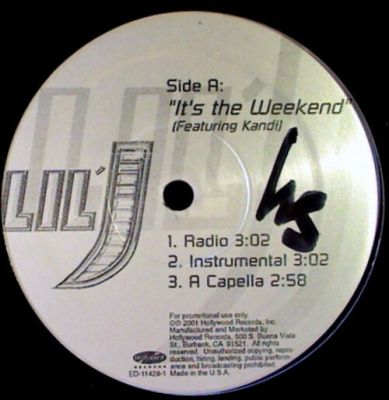 Side A:
"It's the Weekend"
(Featuring Kandi)
LIL'J
hs
1. Radio 3:02
2. Instrumental 3:02
3. A Capella 2:58
For promotional use only.
©℗ 2001 Hollywood Records, Inc.
Manufactured and Marketed by
Hollywood Records, 500 S. Buena Vista
St., Burbank, CA 91521. All rights
reserved. Unauthorized copying, repro-
duction, hiring, lending, public perform-
ance and broadcasting prohibited.
ED-11429-1 Made in the U.S.A.